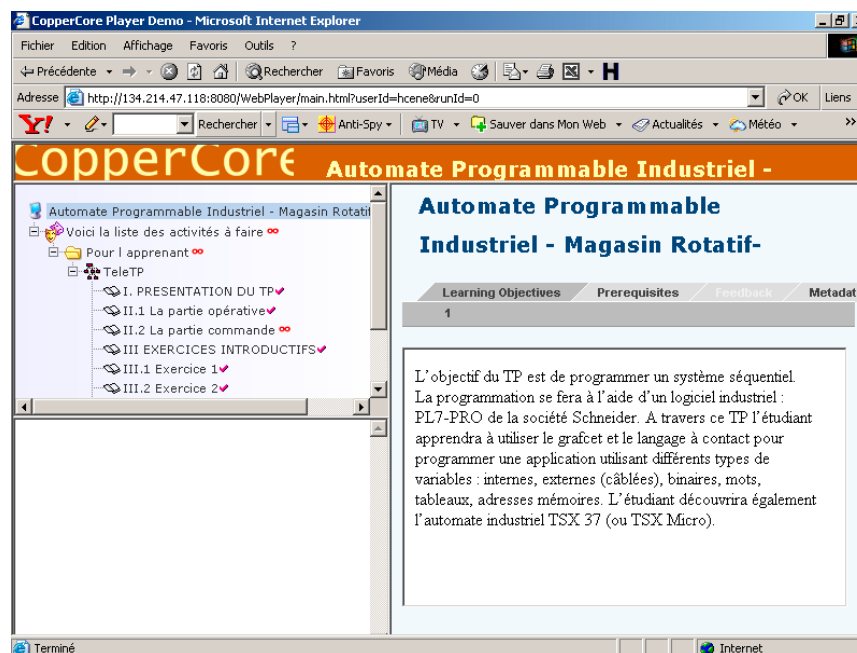 CopperCore Player Demo - Microsoft Internet Explorer
Fichier Edition Affichage Favoris Outils ?
Précédente Rechercher Favoris Média H
Adresse http://134.214.47.118:8080/WebPlayer/main.html?userId=hcene&runId=0 OK Liens
Y! Rechercher Anti-Spy TV Sauver dans Mon Web Actualités Météo »
CopperCore Automate Programmable Industriel -
Automate Programmable Industriel - Magasin Rotatif
Voici la liste des activités à faire
Pour l apprenant
TeleTP
I. PRESENTATION DU TP
II.1 La partie opérative
II.2 La partie commande
III EXERCICES INTRODUCTIFS
III.1 Exercice 1
III.2 Exercice 2
Automate Programmable
Industriel - Magasin Rotatif-
Learning Objectives Prerequisites Feedback Metadat
1
L'objectif du TP est de programmer un système séquentiel.
La programmation se fera à l'aide d'un logiciel industriel :
PL7-PRO de la société Schneider. A travers ce TP l'étudiant
apprendra à utiliser le grafcet et le langage à contact pour
programmer une application utilisant différents types de
variables : internes, externes (câblées), binaires, mots,
tableaux, adresses mémoires. L'étudiant découvrira également
l'automate industriel TSX 37 (ou TSX Micro).
Terminé Internet